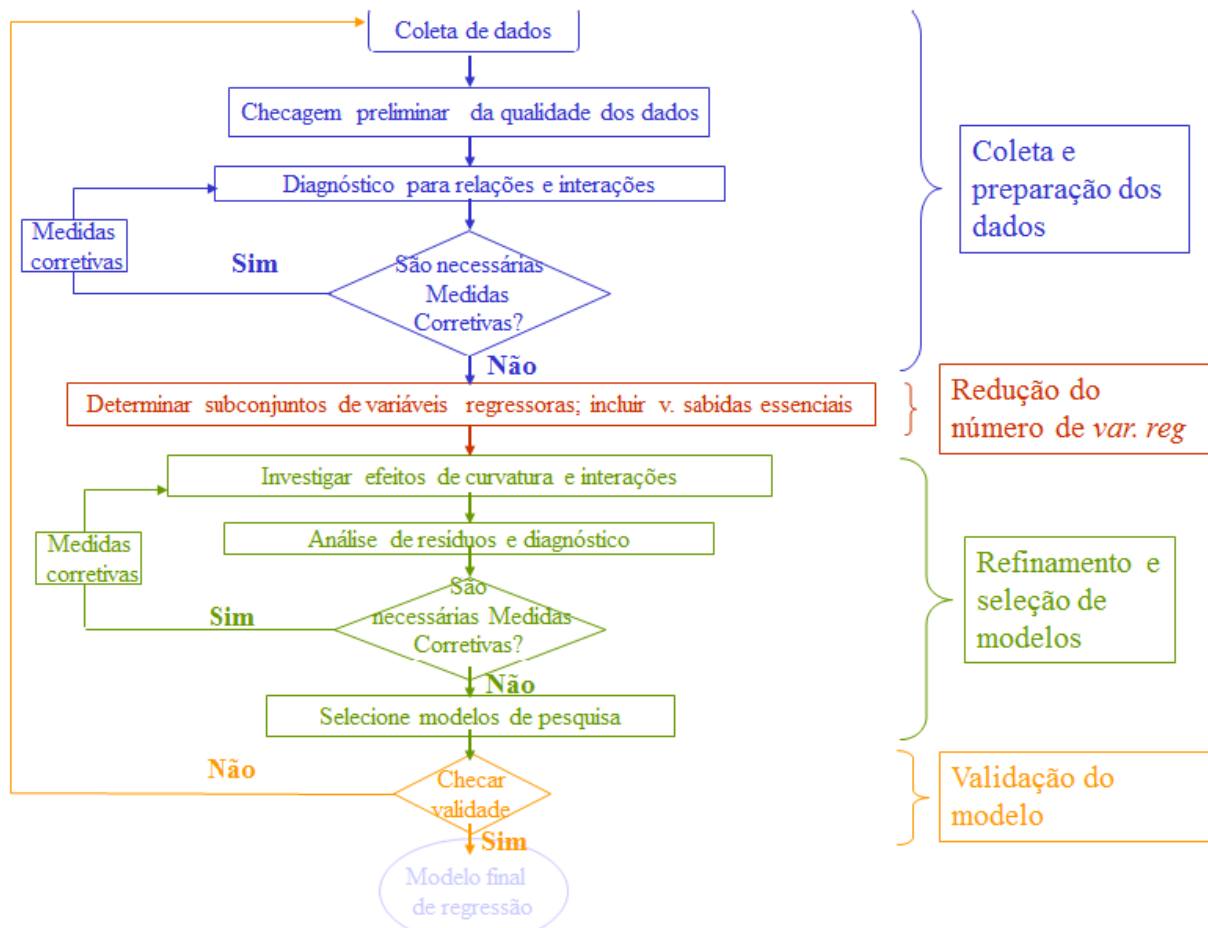 Coleta de dados
Checagem preliminar da qualidade dos dados
Diagnóstico para relações e interações
Medidas
corretivas
Sim
São necessárias
Medidas
Corretivas?
Não
Coleta e
preparação dos
dados
Determinar subconjuntos de variáveis regressoras; incluir v. sabidas essenciais
Redução do
número de var. reg
Investigar efeitos de curvatura e interações
Análise de resíduos e diagnóstico
Medidas
corretivas
Sim
São
necessárias Medidas
Corretivas?
Não
Selecione modelos de pesquisa
Refinamento e
seleção de
modelos
Não
Checar
validade
Sim
Validação do
modelo
Modelo final
de regressão